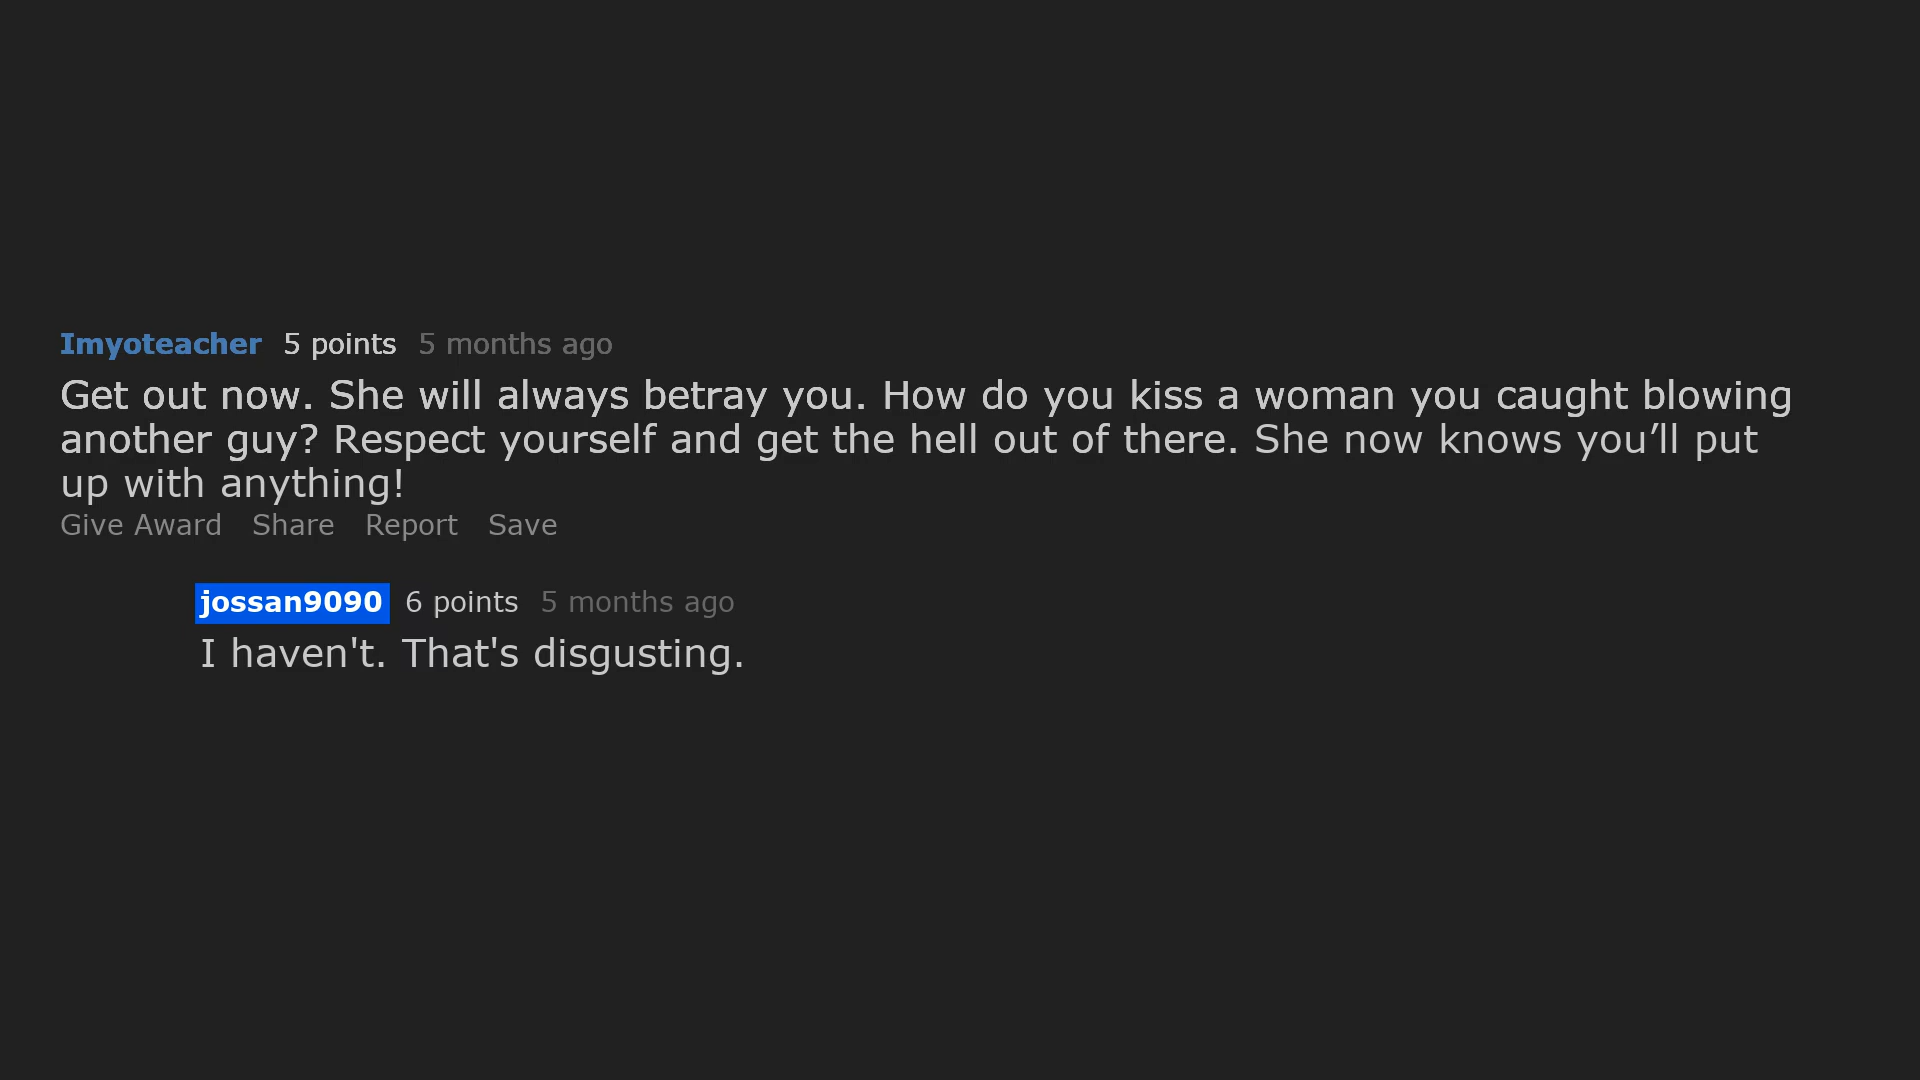 Imyoteacher 5 points 5 months ago
Get out now. She will always betray you. How do you kiss a woman you caught blowing
another guy? Respect yourself and get the hell out of there. She now knows you’ll put
up with anything!
Give Award Share Report Save
jossan9090 6 points 5 months ago
I haven't. That's disgusting.